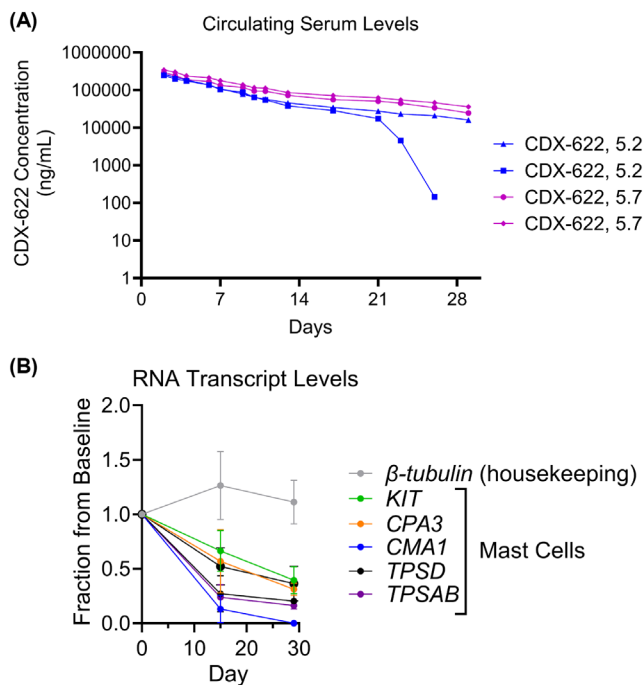 (A)
Circulating Serum Levels
CDX-622 Concentration
(ng/mL)
1000000
100000
10000
1000
100
10
1
0
7
14
21
28
Days
CDX-622, 5.2
CDX-622, 5.2
CDX-622, 5.7
CDX-622, 5.7
(B)
RNA Transcript Levels
Fraction from Baseline
2.0
1.5
1.0
0.5
0.0
0
10
20
30
Day
β-tubulin (housekeeping)
KIT
CPA3
CMA1
TPSD
TPSAB
Mast Cells